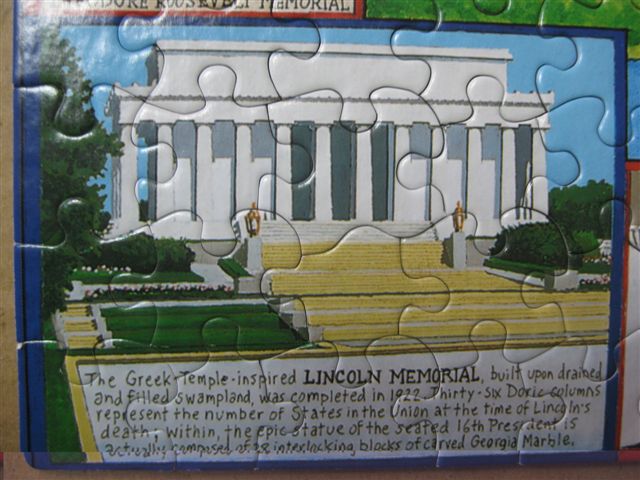 THEODORE ROOSEVELT MEMORIAL
The Greek-Temple-inspired LINCOLN MEMORIAL, built upon drained
and filled swampland, was completed in 1922. Thirty-six Doric columns
represent the number of States in the Union at the time of Lincoln's
death; within, the epic statue of the seated 16th President is
actually composed of 28 interlocking blocks of carved Georgia Marble.